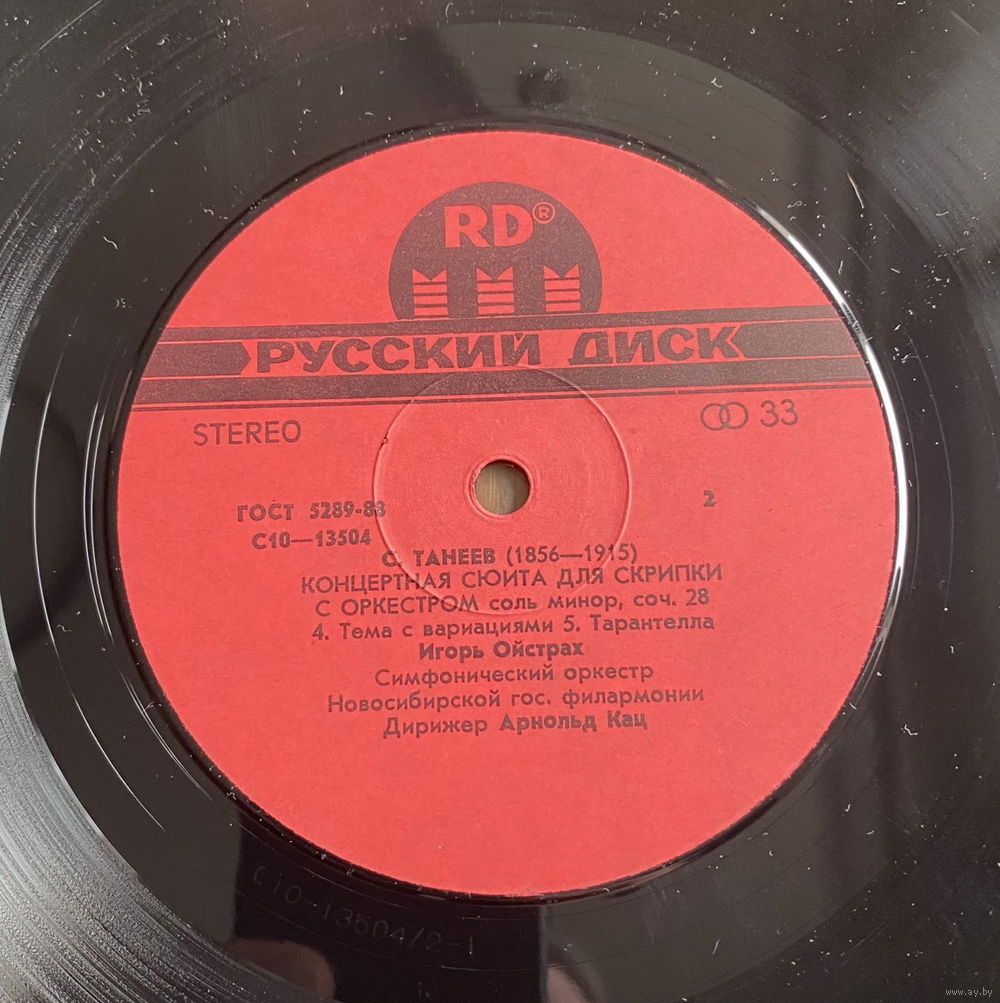 RD®
РУССКИЙ ДИСК
STEREO 33
ГОСТ 5289-88 2
С10—13504
С. ТАНЕЕВ (1856—1915)
КОНЦЕРТНАЯ СЮИТА ДЛЯ СКРИПКИ
С ОРКЕСТРОМ соль минор, соч. 28
4. Тема с вариациями 5. Тарантелла
Игорь Ойстрах
Симфонический оркестр
Новосибирской гос. филармонии
Дирижер Арнольд Кац
С10-13504/2-1
www.ay.by